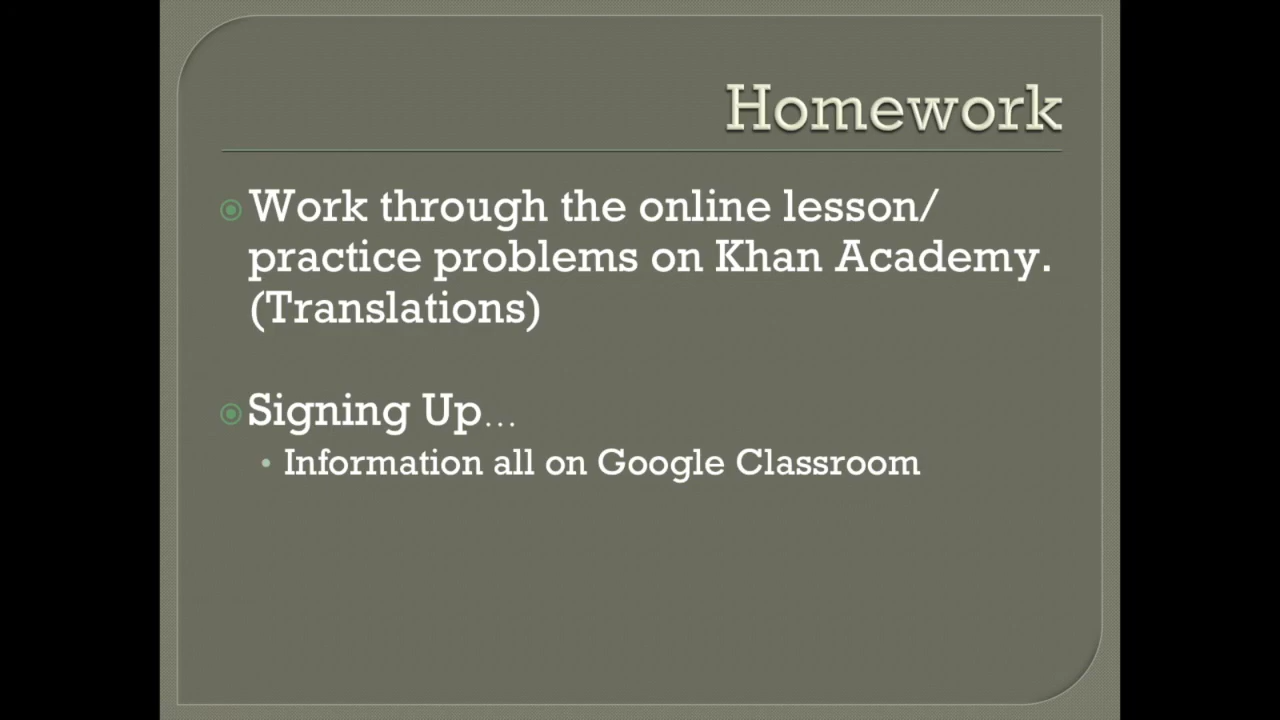 Homework
Work through the online lesson/
practice problems on Khan Academy.
(Translations)
Signing Up…
Information all on Google Classroom